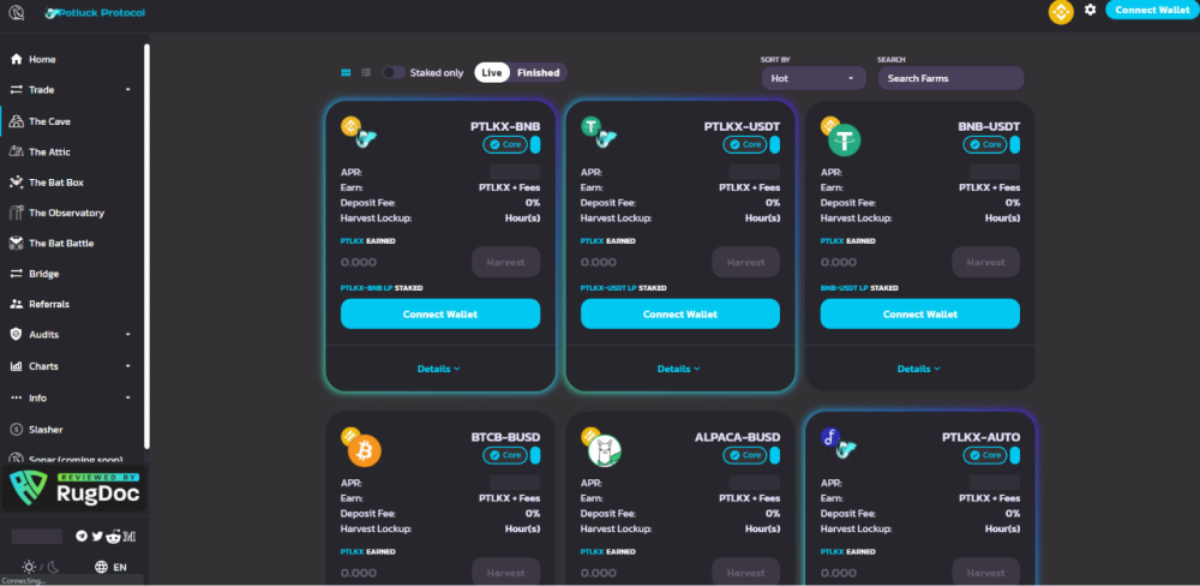 Potluck Protocol
Connect Wallet
Home
Trade
The Cave
The Attic
The Bat Box
The Observatory
The Bat Battle
Bridge
Referrals
Audits
Charts
Info
Slasher
Sonar (coming soon)
REVIEWED BY
RugDoc
EN
Connecting...
Staked only
Live Finished
SORT BY
Hot
SEARCH
Search Farms
PTLKX-BNB
Core
APR:
Earn: PTLKX + Fees
Deposit Fee: 0%
Harvest Lockup: Hour(s)
PTLKX EARNED
0.000 Harvest
PTLKX-BNB LP STAKED
Connect Wallet
Details
PTLKX-USDT
Core
APR:
Earn: PTLKX + Fees
Deposit Fee: 0%
Harvest Lockup: Hour(s)
PTLKX EARNED
0.000 Harvest
PTLKX-USDT LP STAKED
Connect Wallet
Details
BNB-USDT
Core
APR:
Earn: PTLKX + Fees
Deposit Fee: 0%
Harvest Lockup: Hour(s)
PTLKX EARNED
0.000 Harvest
BNB-USDT LP STAKED
Connect Wallet
Details
BTCB-BUSD
Core
APR:
Earn: PTLKX + Fees
Deposit Fee: 0%
Harvest Lockup: Hour(s)
PTLKX EARNED
0.000 Harvest
ALPACA-BUSD
Core
APR:
Earn: PTLKX + Fees
Deposit Fee: 0%
Harvest Lockup: Hour(s)
PTLKX EARNED
0.000 Harvest
PTLKX-AUTO
Core
APR:
Earn: PTLKX + Fees
Deposit Fee: 0%
Harvest Lockup: Hour(s)
PTLKX EARNED
0.000 Harvest